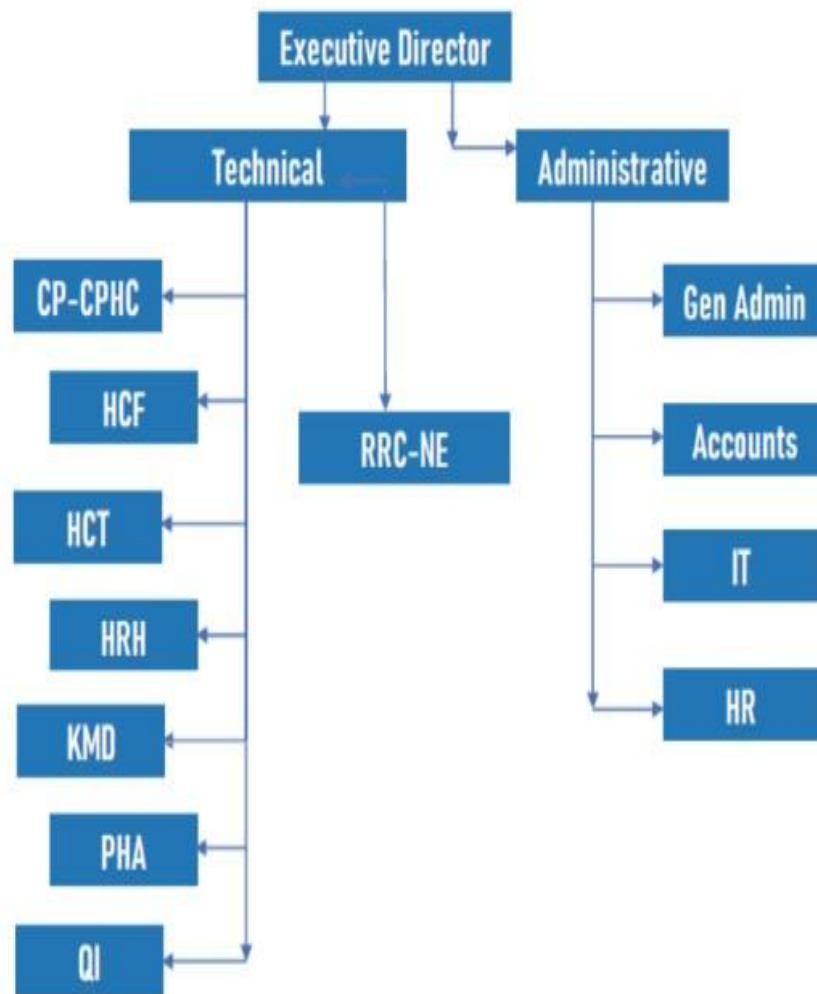 Executive Director
Technical
Administrative
CP-CPHC
HCF
HCT
HRH
KMD
PHA
QI
RRC-NE
Gen Admin
Accounts
IT
HR